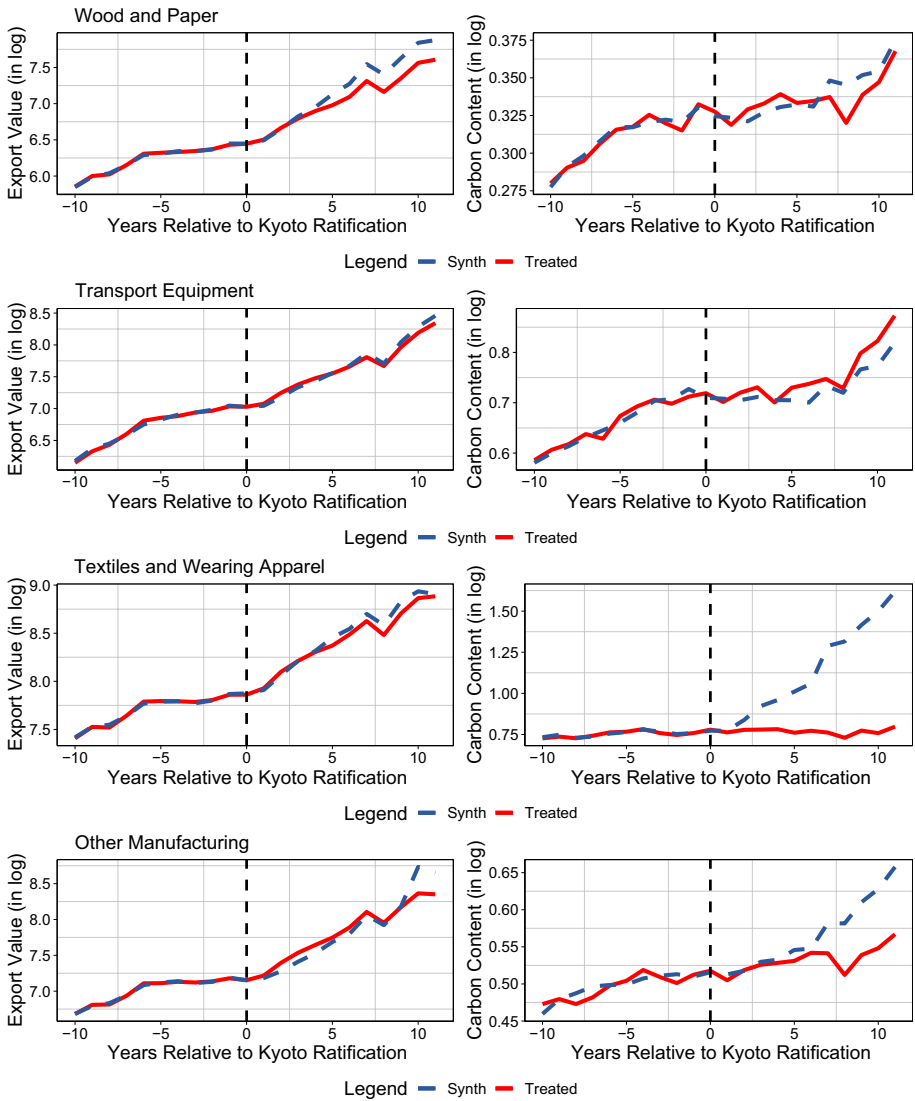 Wood and Paper
Export Value (in log)
7.5
7.0
6.5
6.0
−10 −5 0 5 10
Years Relative to Kyoto Ratification
Carbon Content (in log)
0.375
0.350
0.325
0.300
0.275
−10 −5 0 5 10
Years Relative to Kyoto Ratification
Legend Synth Treated
Transport Equipment
Export Value (in log)
8.5
8.0
7.5
7.0
6.5
−10 −5 0 5 10
Years Relative to Kyoto Ratification
Carbon Content (in log)
0.8
0.7
0.6
−10 −5 0 5 10
Years Relative to Kyoto Ratification
Legend Synth Treated
Textiles and Wearing Apparel
Export Value (in log)
9.0
8.5
8.0
7.5
−10 −5 0 5 10
Years Relative to Kyoto Ratification
Carbon Content (in log)
1.50
1.25
1.00
0.75
−10 −5 0 5 10
Years Relative to Kyoto Ratification
Legend Synth Treated
Other Manufacturing
Export Value (in log)
8.5
8.0
7.5
7.0
−10 −5 0 5 10
Years Relative to Kyoto Ratification
Carbon Content (in log)
0.65
0.60
0.55
0.50
0.45
−10 −5 0 5 10
Years Relative to Kyoto Ratification
Legend Synth Treated